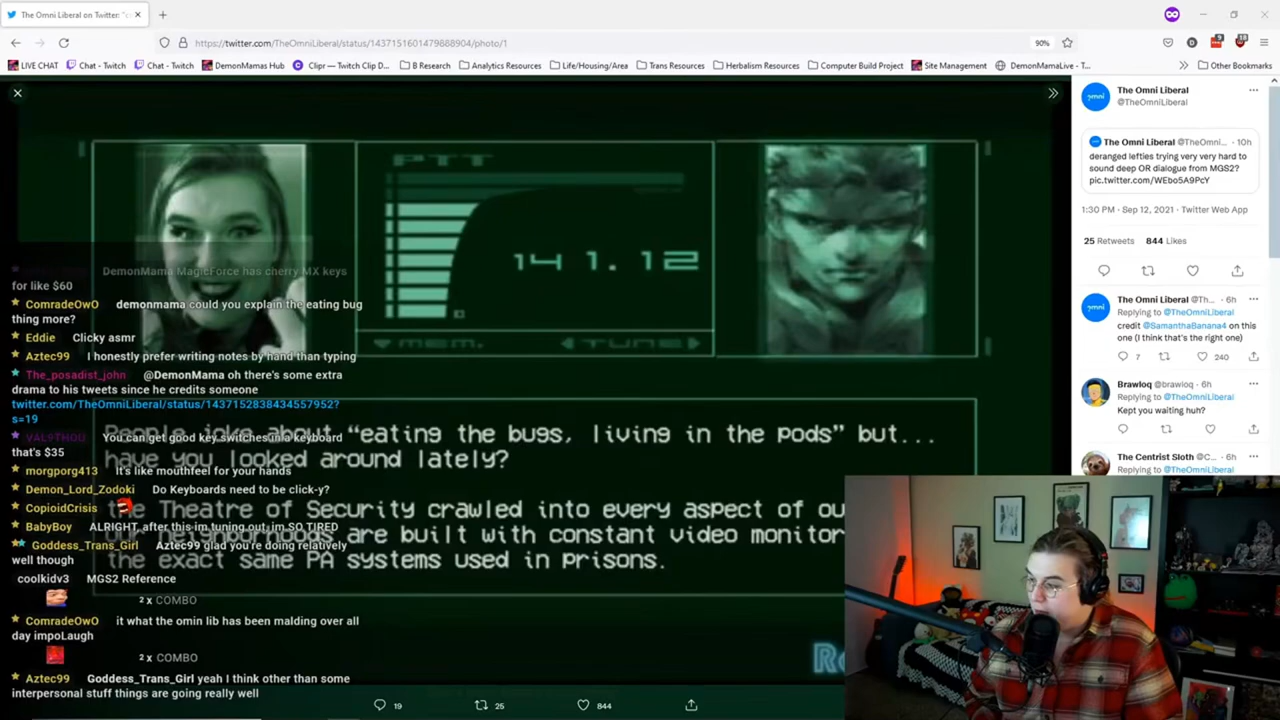 The Omni Liberal on Twitter: "d
https://twitter.com/TheOmniLiberal/status/1437151601479688904/photo/1
90%
LIVE CHAT
Chat - Twitch
Chat - Twitch
DemonMamas Hub
Clipr — Twitch Clip D...
B Research
Analytics Resources
Life/Housing/Area
Trans Resources
Herbalism Resources
Computer Build Project
Site Management
DemonMamaLive - T...
Other Bookmarks
PTT
141.12
MEM.
TUNE
DemonMama MagicForce has cherry MX keys
for like $60
ComradeOwO demonmama could you explain the eating bug
thing more?
Eddie Clicky asmr
Aztec99 I honestly prefer writing notes by hand than typing
The_posadist_john @DemonMama oh there's some extra
drama to his tweets since he credits someone
twitter.com/TheOmniLiberal/status/1437152838434557952?
s=19
VAL9THOU You can get good key switches in a keyboard
that's $35
morgporg413 It's like mouthfeel for your hands
Demon_Lord_Zodoki Do Keyboards need to be click-y?
CopioidCrisis
BabyBoy ALRIGHT after this im tuning out im SO TIRED
Goddess_Trans_Girl Aztec99 glad you're doing relatively
well though
coolkidv3 MGS2 Reference
2 x COMBO
ComradeOwO it what the omin lib has been malding over all
day impoLaugh
2 x COMBO
Aztec99 Goddess_Trans_Girl yeah I think other than some
interpersonal stuff things are going really well
People joke about "eating the bugs, living in the pods" but...
have you looked around lately?
the Theatre of Security crawled into every aspect of ou
our neighborhoods are built with constant video monitor
the exact same PA systems used in prisons.
19
25
844
The Omni Liberal
@TheOmniLiberal
The Omni Liberal @TheOmni... · 10h
deranged lefties trying very very hard to
sound deep OR dialogue from MGS2?
pic.twitter.com/WEbo5A9PcY
1:30 PM · Sep 12, 2021 · Twitter Web App
25 Retweets 844 Likes
The Omni Liberal @Th... · 6h
Replying to @TheOmniLiberal
credit @SamanthaBanana4 on this
one (I think that's the right one)
7
240
Brawloq @brawloq · 6h
Replying to @TheOmniLiberal
Kept you waiting huh?
The Centrist Sloth @C... · 6h
Replying to @TheOmniLiberal